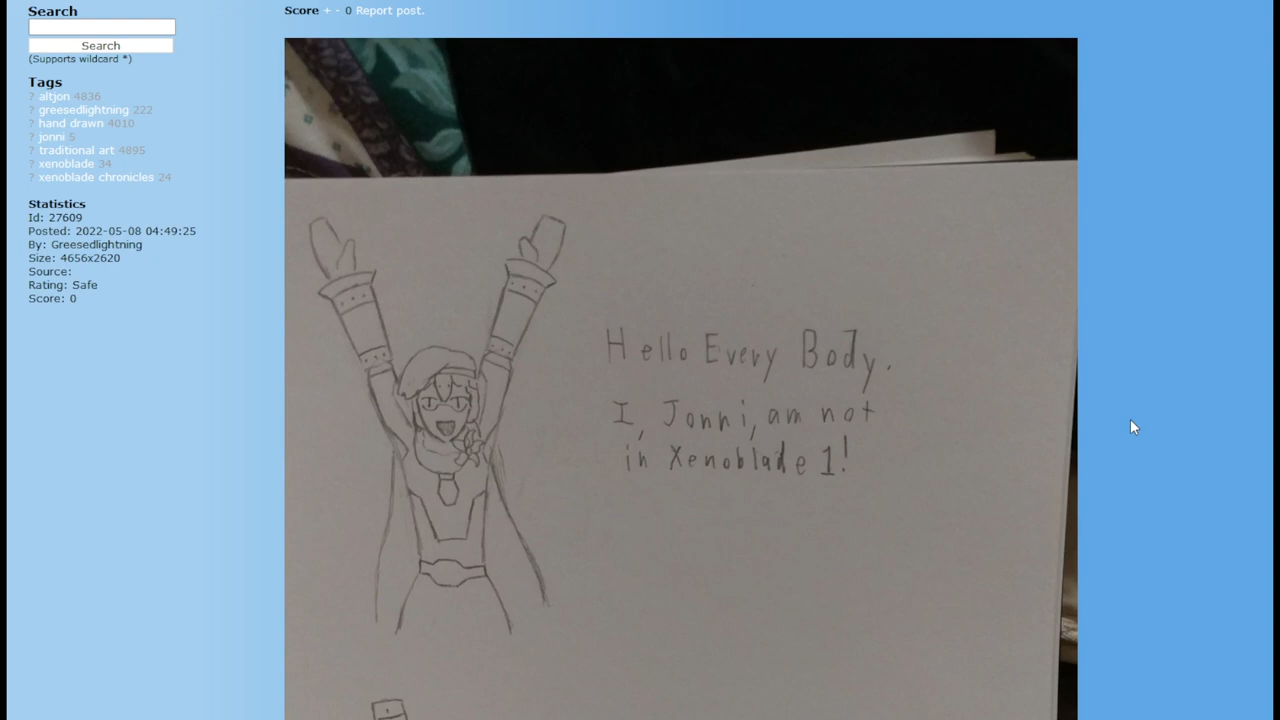 Search
Search
(Supports wildcard *)
Tags
? altjon 4836
? greesedlightning 222
? hand drawn 4010
? jonni 5
? traditional art 4895
? xenoblade 34
? xenoblade chronicles 24
Statistics
Id: 27609
Posted: 2022-05-08 04:49:25
By: Greesedlightning
Size: 4656x2620
Source:
Rating: Safe
Score: 0
Score + - 0 Report post.
Hello Every Body.
I, Jonni, am not
in Xenoblade 1!